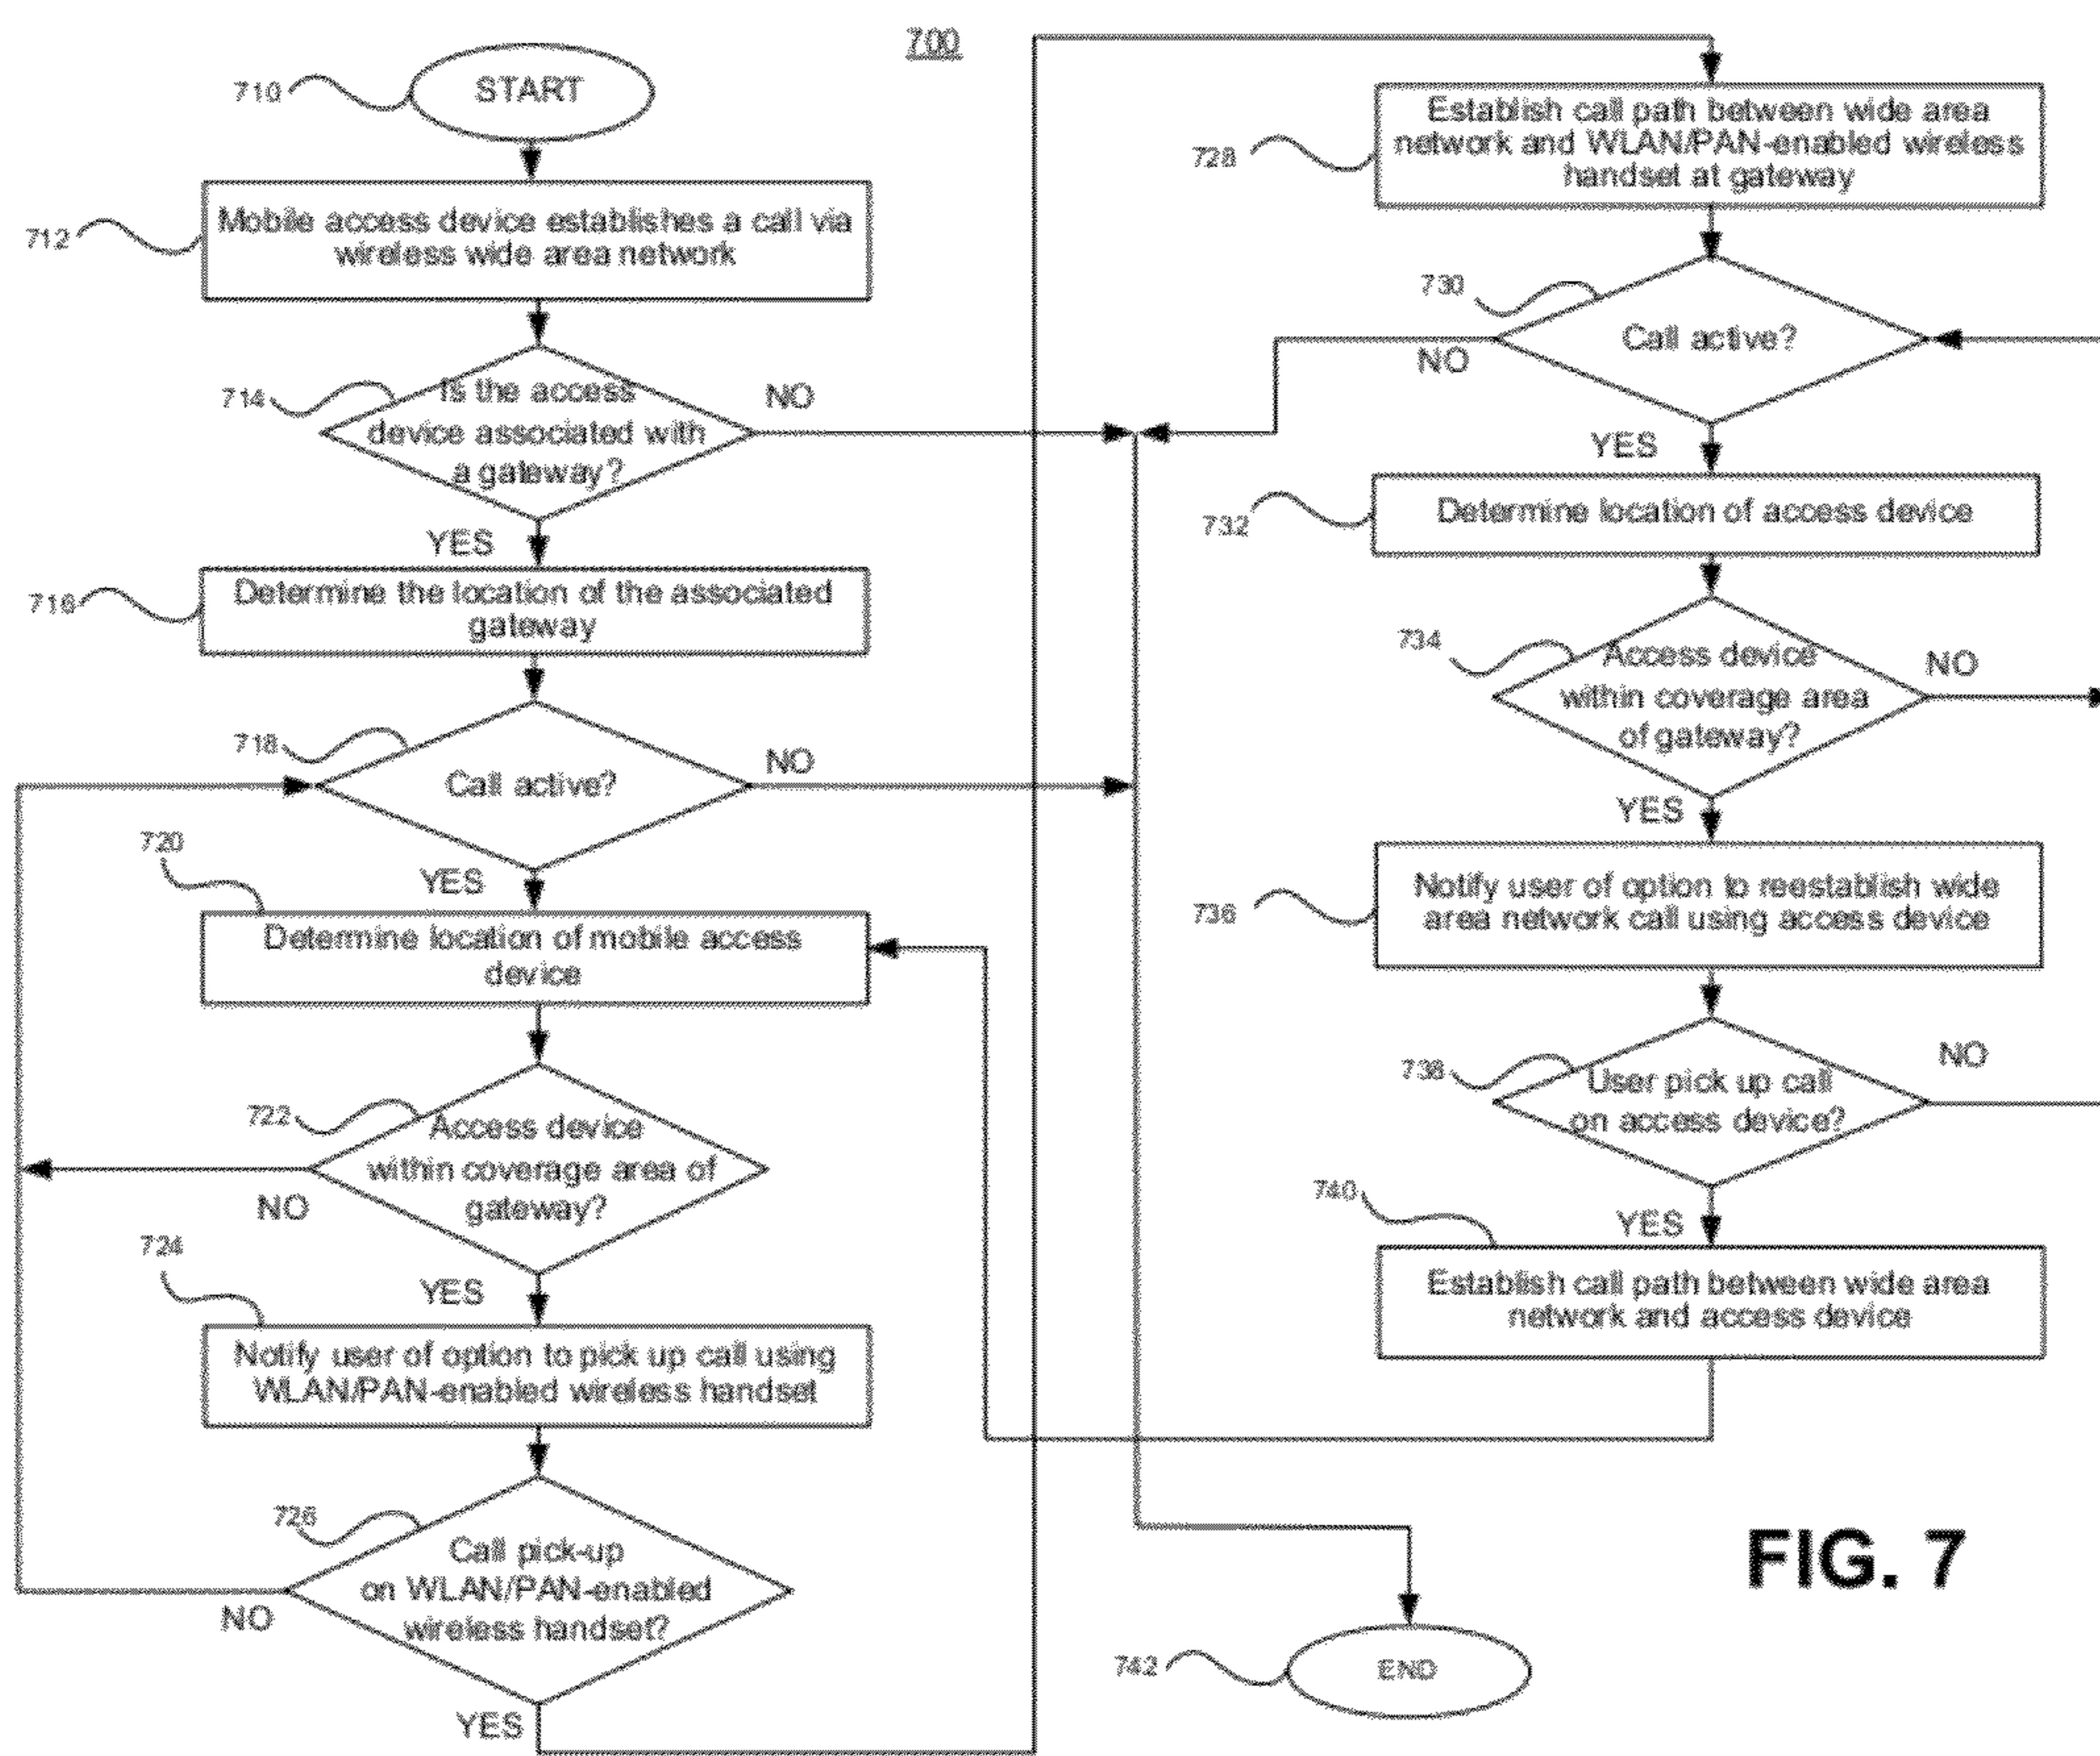 700
710
START
712
Mobile access device establishes a call via
wireless wide area network
714
Is the access
device associated with
a gateway?
NO
YES
716
Determine the location of the associated
gateway
718
Call active?
NO
YES
720
Determine location of mobile access
device
722
Access device
within coverage area of
gateway?
NO
YES
724
Notify user of option to pick up call using
WLAN/PAN-enabled wireless handset
726
Call pick-up
on WLAN/PAN-enabled
wireless handset?
NO
YES
728
Establish call path between wide area
network and WLAN/PAN-enabled wireless
handset at gateway
730
Call active?
NO
YES
732
Determine location of access device
734
Access device
within coverage area
of gateway?
NO
YES
736
Notify user of option to reestablish wide
area network call using access device
738
User pick up call
on access device?
NO
YES
740
Establish call path between wide area
network and access device
742
END
FIG. 7